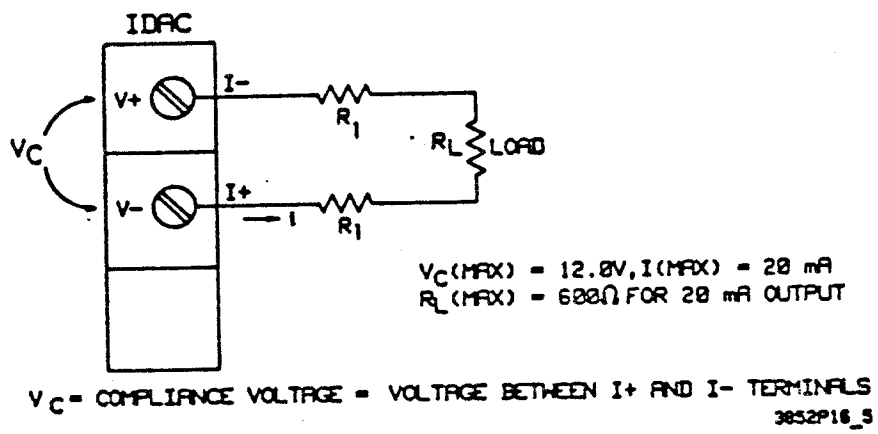 IDAC
V+
I-
R1
VC
RL LOAD
V-
I+
I
R1
VC(MAX) = 12.0V, I(MAX) = 20 mA
RL(MAX) = 600Ω FOR 20 mA OUTPUT
VC = COMPLIANCE VOLTAGE = VOLTAGE BETWEEN I+ AND I- TERMINALS
3852P16_5